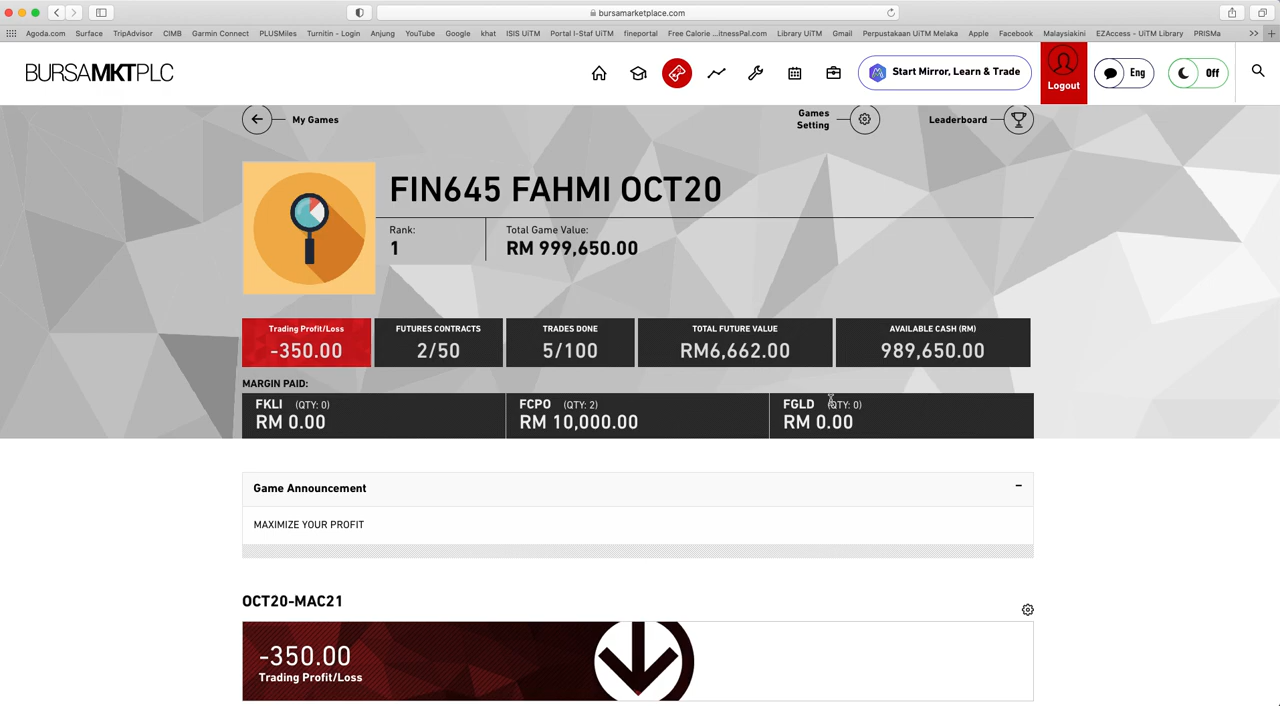 bursamarketplace.com
Agoda.com Surface TripAdvisor CIMB Garmin Connect PLUSMiles Turnitin - Login Anjung YouTube Google khat ISIS UiTM Portal I-Staf UiTM fineportal Free Calorie ...itnessPal.com Library UiTM Gmail Perpustakaan UiTM Melaka Apple Facebook Malaysiakini EZAccess - UiTM Library PRISMa
BURSAMKTPLC
Start Mirror, Learn & Trade
Logout
Eng
Off
My Games
Games Setting
Leaderboard
FIN645 FAHMI OCT20
Rank: Total Game Value:
1 RM 999,650.00
Trading Profit/Loss FUTURES CONTRACTS TRADES DONE TOTAL FUTURE VALUE AVAILABLE CASH (RM)
-350.00 2/50 5/100 RM6,662.00 989,650.00
MARGIN PAID:
FKLI (QTY: 0) FCPO (QTY: 2) FGLD (QTY: 0)
RM 0.00 RM 10,000.00 RM 0.00
Game Announcement
MAXIMIZE YOUR PROFIT
OCT20-MAC21
-350.00
Trading Profit/Loss